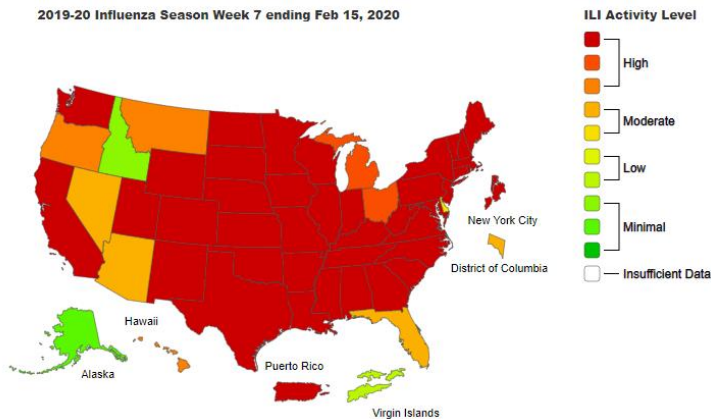 2019-20 Influenza Season Week 7 ending Feb 15, 2020
ILI Activity Level
High
Moderate
Low
Minimal
Insufficient Data
New York City
District of Columbia
Hawaii
Alaska
Puerto Rico
Virgin Islands